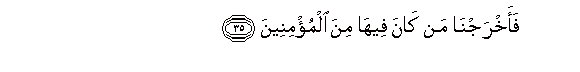 فَأَخْرَجْنَا مَن كَانَ فِيهَا مِنَ ٱلْمُؤْمِنِينَ ٣٥